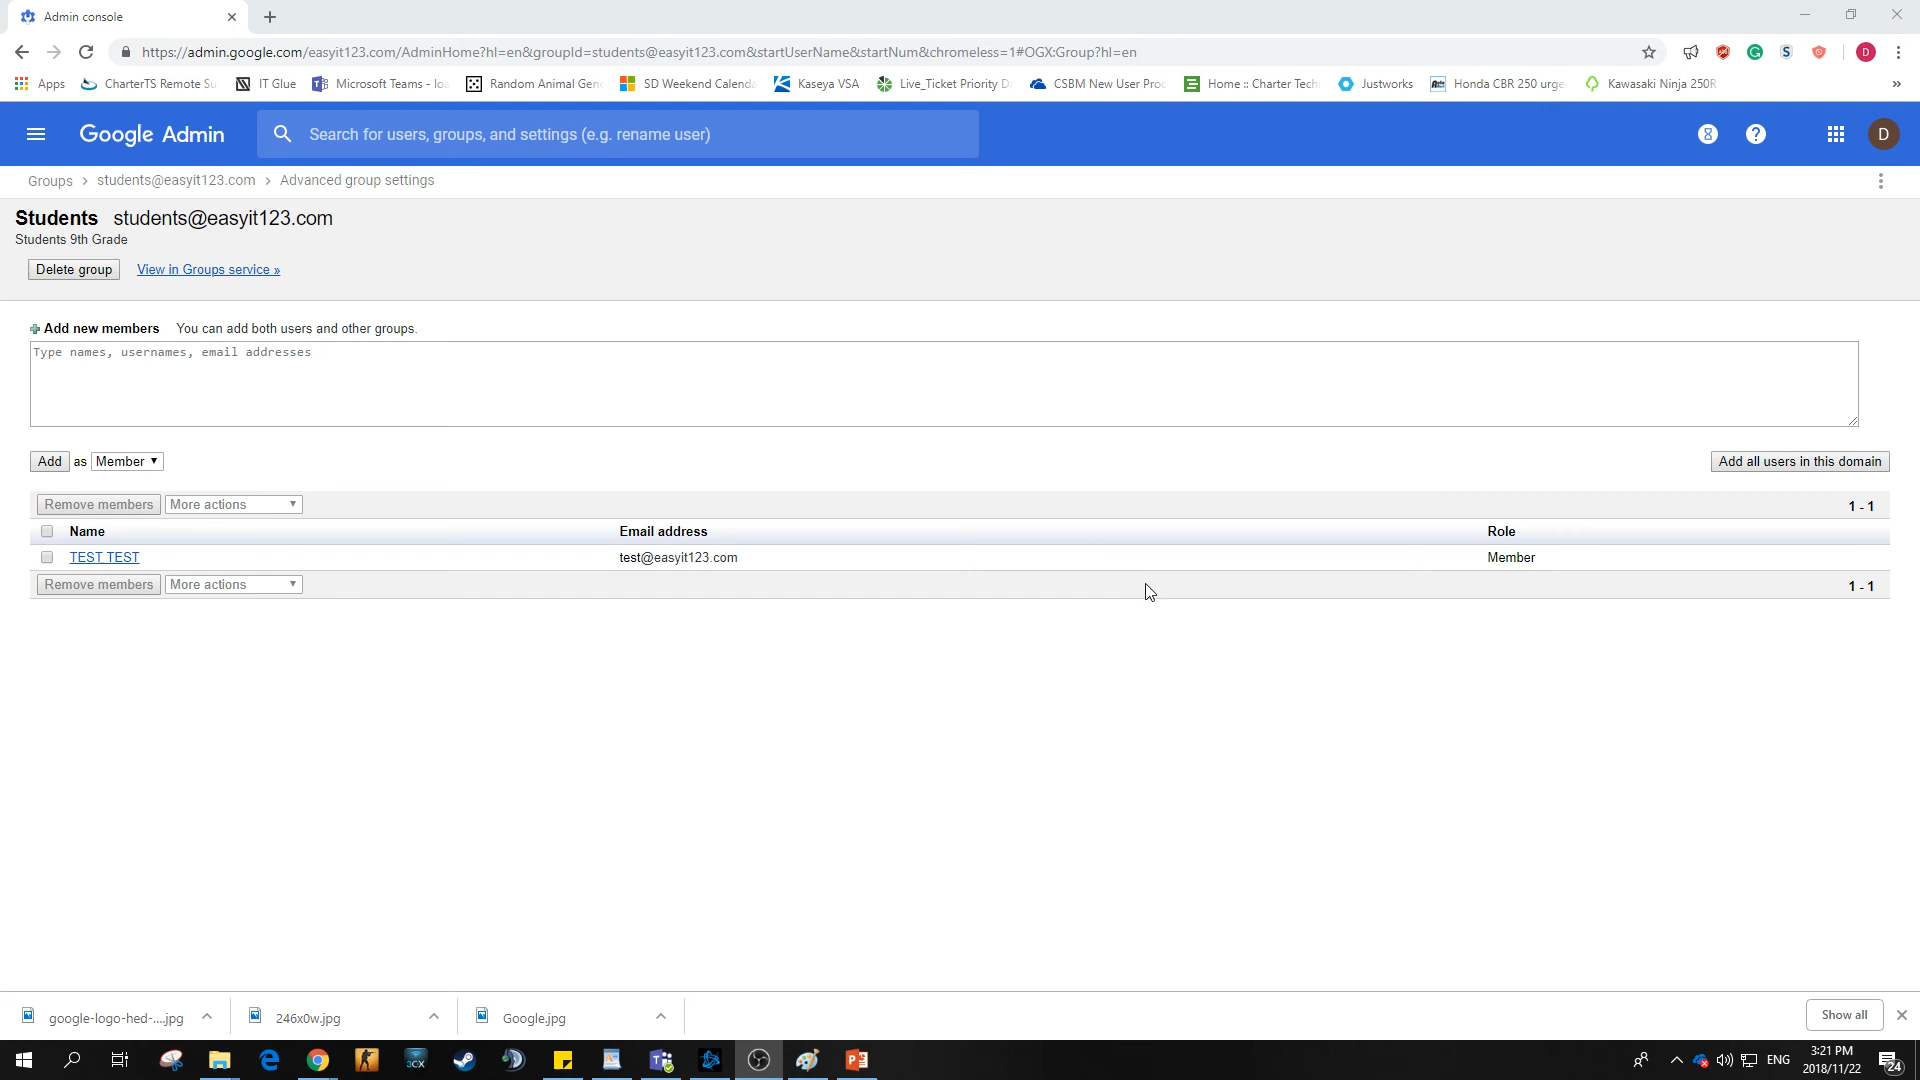 Admin console
https://admin.google.com/easyit123.com/AdminHome?hl=en&groupId=students@easyit123.com&startUserName&startNum&chromeless=1#OGX:Group?hl=en
D
Apps CharterTS Remote Su IT Glue Microsoft Teams - loa Random Animal Gene SD Weekend Calenda Kaseya VSA Live_Ticket Priority D CSBM New User Proc Home :: Charter Tech Justworks Honda CBR 250 urge Kawasaki Ninja 250R »
Google Admin Search for users, groups, and settings (e.g. rename user) ? D
Groups > students@easyit123.com > Advanced group settings
Students students@easyit123.com
Students 9th Grade
Delete group View in Groups service »
Add new members You can add both users and other groups.
Type names, usernames, email addresses
Add as Member Add all users in this domain
Remove members More actions 1 - 1
Name Email address Role
TEST TEST test@easyit123.com Member
Remove members More actions 1 - 1
google-logo-hed-....jpg 246x0w.jpg Google.jpg Show all
3CX ENG 3:21 PM
2018/11/22 24